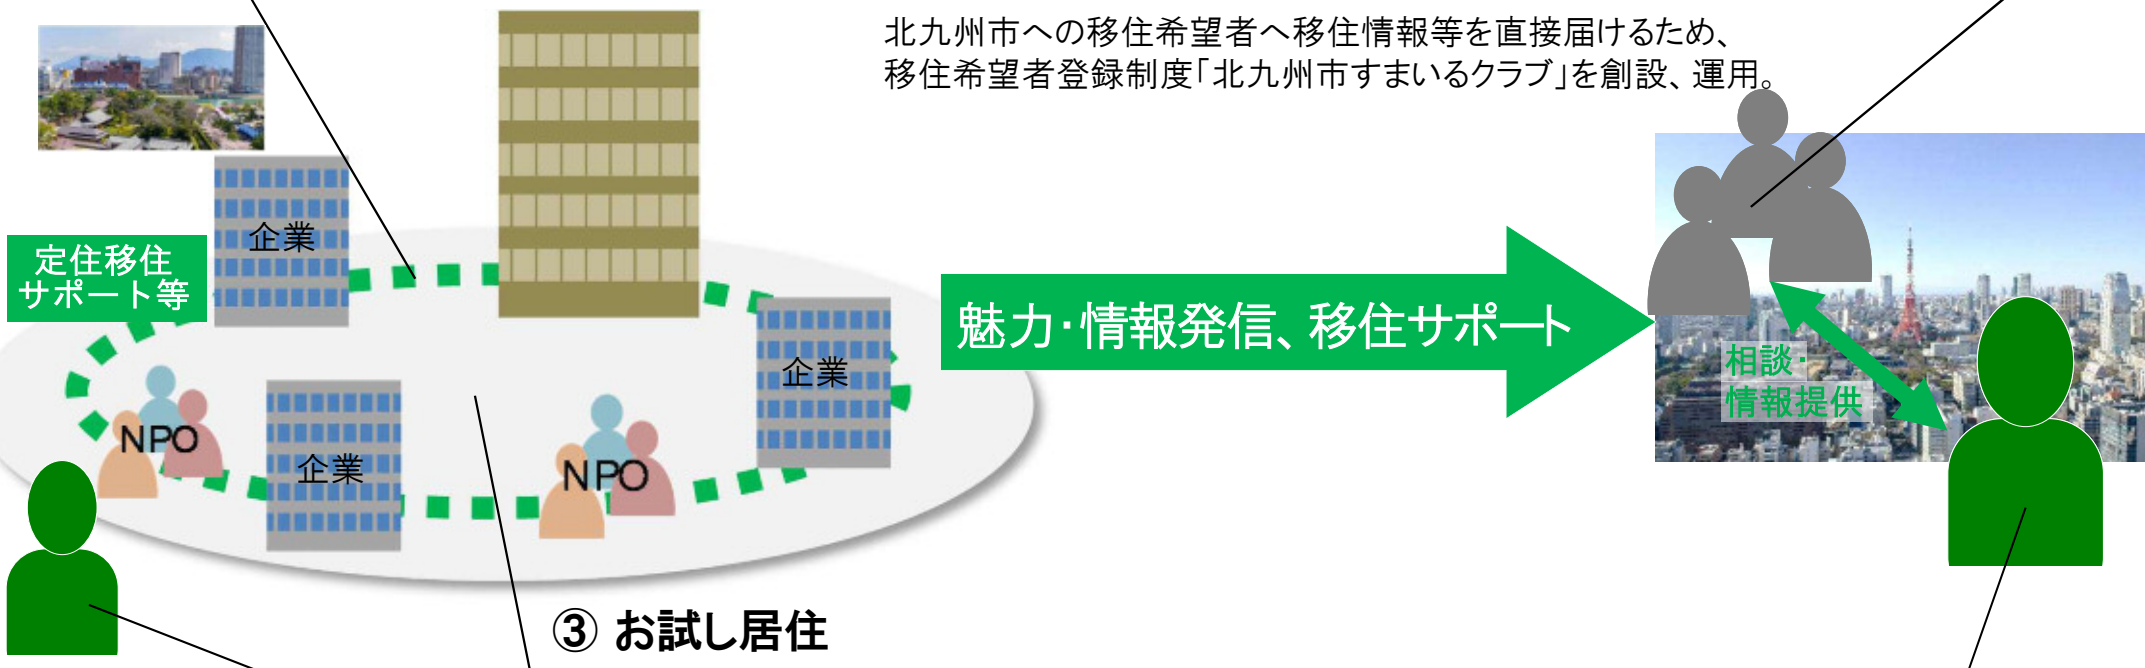 北九州市への移住希望者へ移住情報等を直接届けるため、
移住希望者登録制度「北九州市すまいるクラブ」を創設、運用。
企業
定住移住
サポート等
魅力・情報発信、移住サポート
企業
相談・
情報提供
NPO
企業
NPO
③ お試し居住